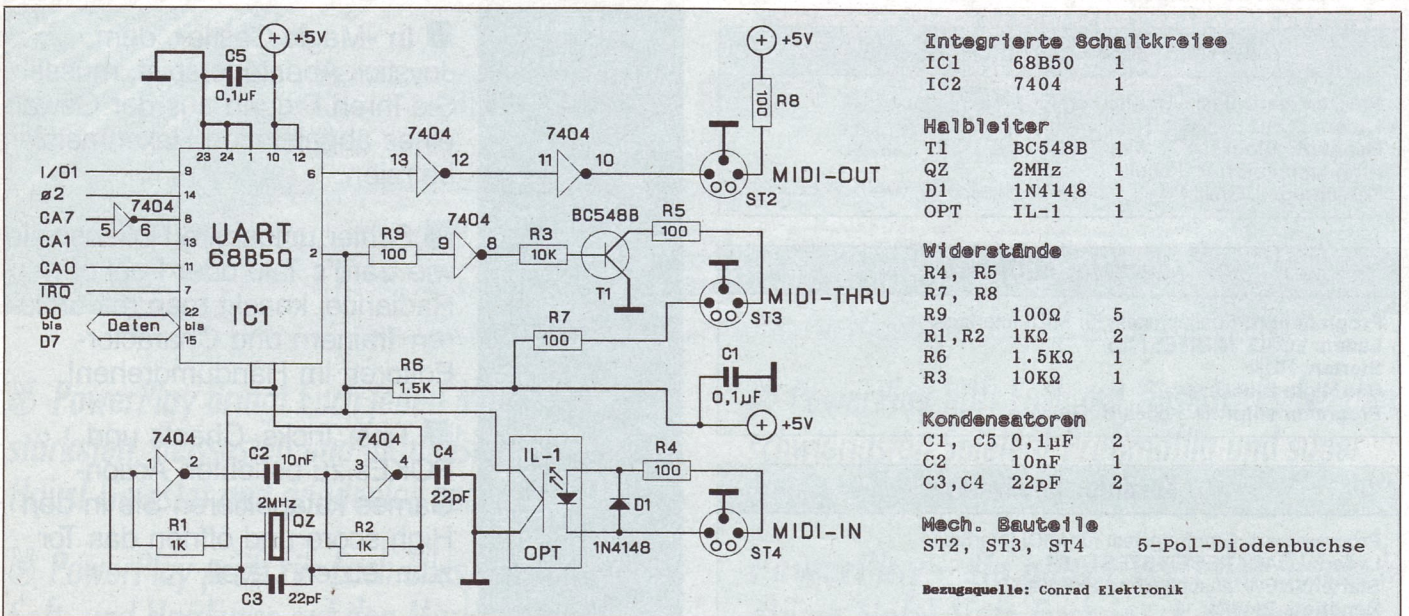 +5V
C5
0,1µF
23 24 1 10 12
I/O1
9
ø2
14
7404
CA7
5 6
8
CA1
13
CA0
11
IRQ
7
D0
bis
D7
Daten
22
bis
15
UART
68B50
IC1
6
2
7404
13 12
7404
11 10
+5V
100
R8
MIDI-OUT
ST2
R9
100
7404
9 8
R3
10K
BC548B
T1
R5
100
MIDI-THRU
ST3
R7
100
R6
1.5K
C1
0,1µF
+5V
7404
1 2
C2 10nF
7404
3 4
C4
22pF
2MHz
QZ
R1
1K
R2
1K
C3 22pF
IL-1
OPT
D1
1N4148
R4
100
MIDI-IN
ST4
Integrierte Schaltkreise
IC1 68B50 1
IC2 7404 1
Halbleiter
T1 BC548B 1
QZ 2MHz 1
D1 1N4148 1
OPT IL-1 1
Widerstände
R4, R5
R7, R8
R9 100Ω 5
R1,R2 1KΩ 2
R6 1.5KΩ 1
R3 10KΩ 1
Kondensatoren
C1 C5 0,1µF 2
C2 10nF 1
C3,C4 22pF 2
Mech. Bauteile
ST2, ST3, ST4 5-Pol-Diodenbuchse
Bezugsquelle: Conrad Elektronik